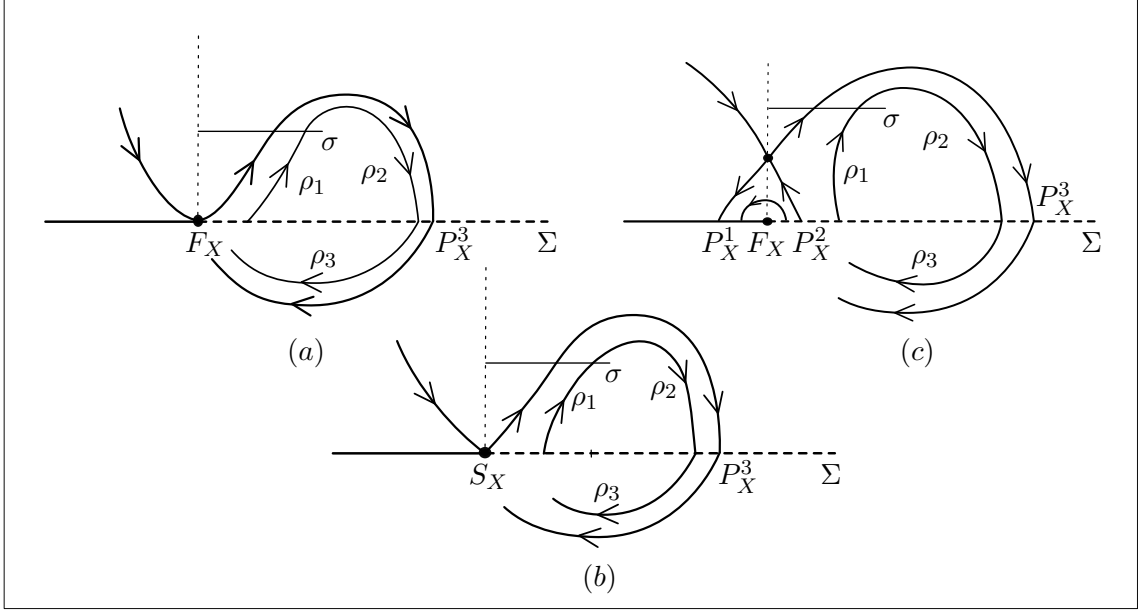 σ
ρ₁
ρ₂
F_X
P_X^3
Σ
ρ₃
(a)
σ
ρ₁
ρ₂
P_X^3
P_X^1
F_X
P_X^2
Σ
ρ₃
(c)
σ
ρ₁
ρ₂
S_X
P_X^3
Σ
ρ₃
(b)